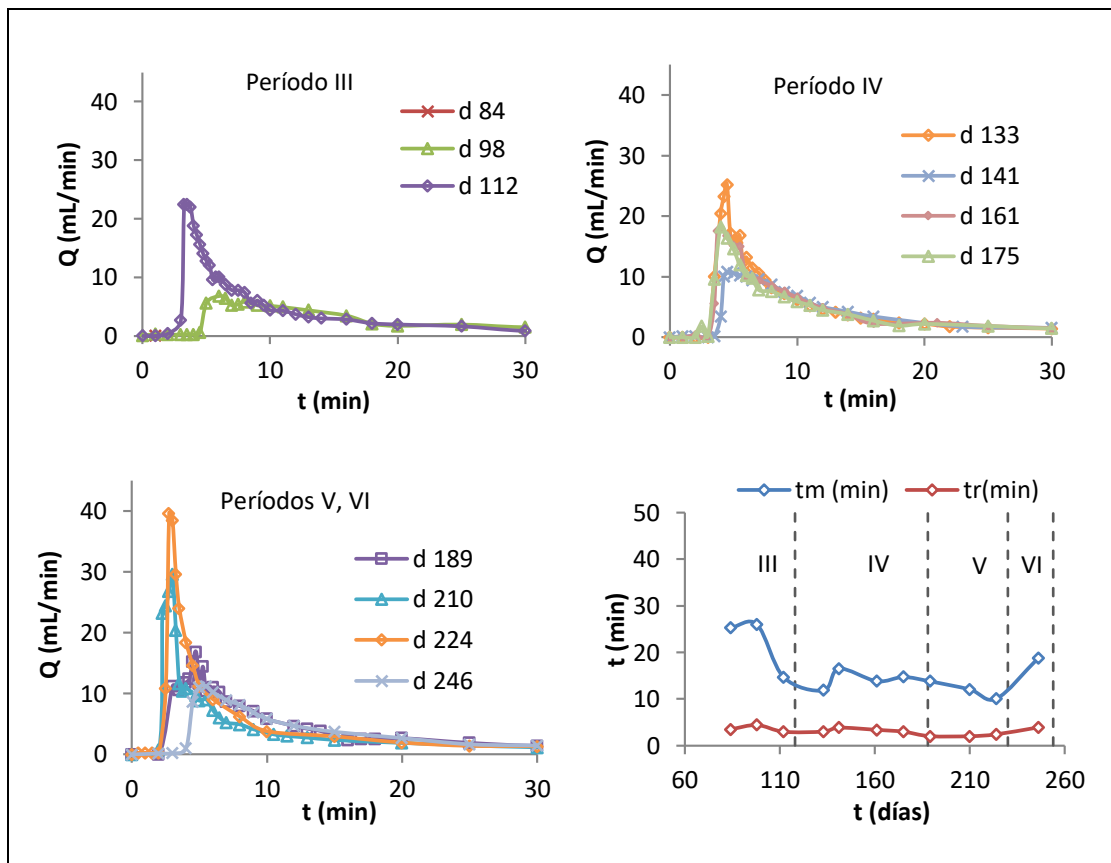 Período III
40
30
20
10
0
Q (mL/min)
d 84
d 98
d 112
0 10 20 30
t (min)
Período IV
40
30
20
10
0
Q (mL/min)
d 133
d 141
d 161
d 175
0 10 20 30
t (min)
Períodos V, VI
40
30
20
10
0
Q (mL/min)
d 189
d 210
d 224
d 246
0 10 20 30
t (min)
tm (min) tr(min)
50
40
30
20
10
0
t (min)
III IV V VI
60 110 160 210 260
t (días)